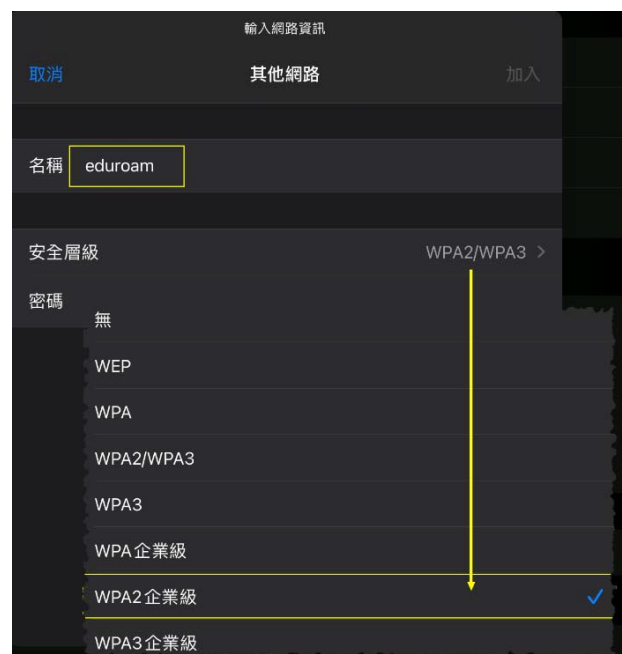 輸入網路資訊
取消 其他網路 加入
名稱 eduroam
安全層級 WPA2/WPA3 >
密碼
無
WEP
WPA
WPA2/WPA3
WPA3
WPA企業級
WPA2企業級 ✓
WPA3企業級